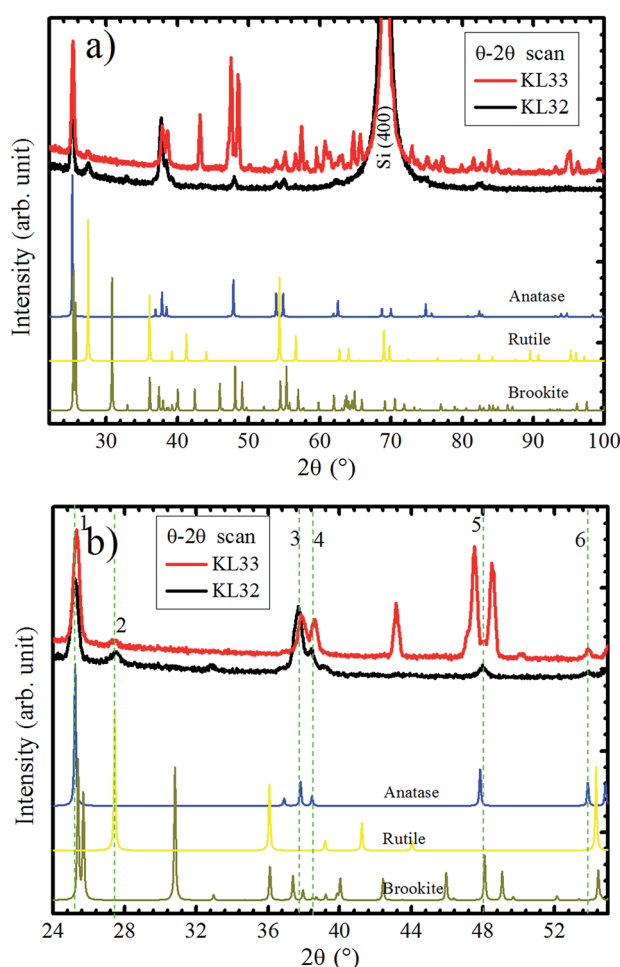 a)
θ-2θ scan
KL33
KL32
Si (400)
Intensity (arb. unit)
Anatase
Rutile
Brookite
30 40 50 60 70 80 90 100
2θ (°)
b)
θ-2θ scan
KL33
KL32
1
2
3
4
5
6
Intensity (arb. unit)
Anatase
Rutile
Brookite
24 28 32 36 40 44 48 52
2θ (°)